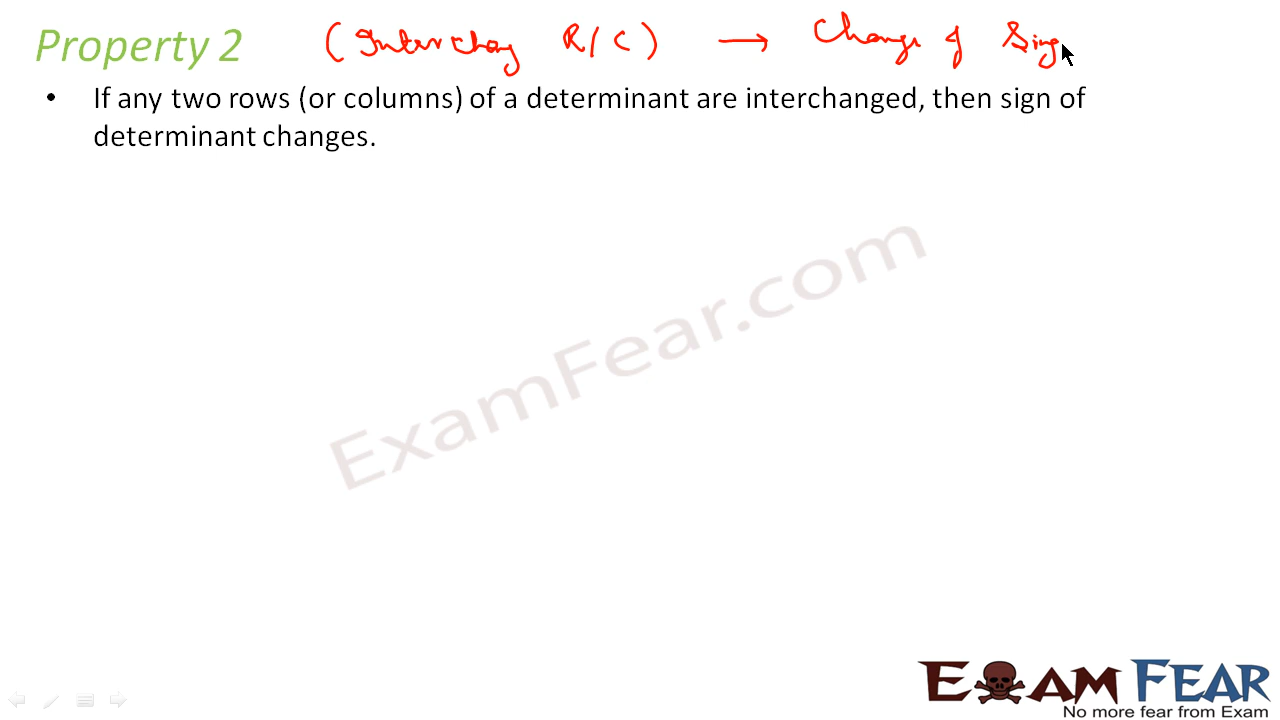 Property 2 (Interchang R/C) → Change of Sing
• If any two rows (or columns) of a determinant are interchanged, then sign of
determinant changes.
ExamFear.com
EXAM FEAR
No more fear from Exam